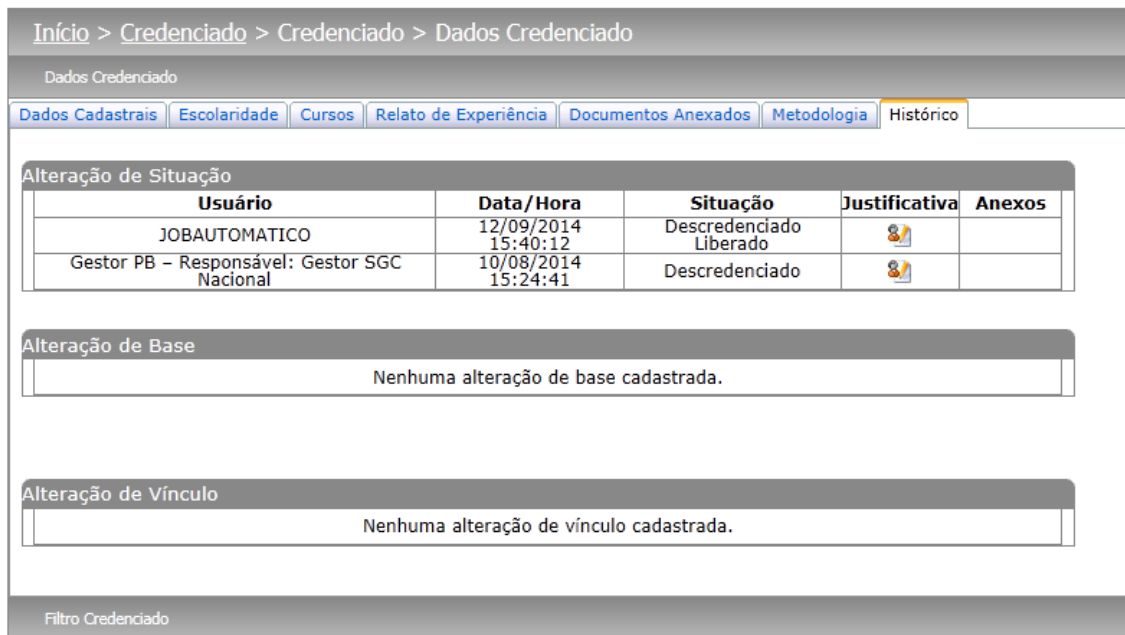 Início > Credenciado > Credenciado > Dados Credenciado
Dados Credenciado
Dados Cadastrais Escolaridade Cursos Relato de Experiência Documentos Anexados Metodologia Histórico
Alteração de Situação
Usuário Data/Hora Situação Justificativa Anexos
JOBAUTOMATICO 12/09/2014 15:40:12 Descredenciado Liberado
Gestor PB – Responsável: Gestor SGC Nacional 10/08/2014 15:24:41 Descredenciado
Alteração de Base
Nenhuma alteração de base cadastrada.
Alteração de Vínculo
Nenhuma alteração de vínculo cadastrada.
Filtro Credenciado